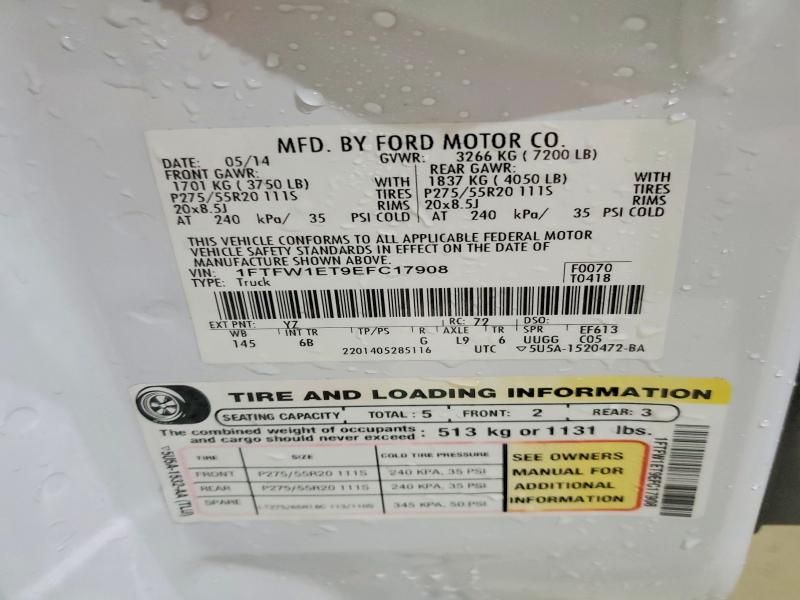 MFD. BY FORD MOTOR CO.
DATE: 05/14 GVWR: 3266 KG ( 7200 LB)
FRONT GAWR: REAR GAWR:
1701 KG ( 3750 LB) WITH 1837 KG ( 4050 LB) WITH
P275/55R20 111S TIRES P275/55R20 111S TIRES
20x8.5J RIMS 20x8.5J RIMS
AT 240 kPa/ 35 PSI COLD AT 240 kPa/ 35 PSI COLD
THIS VEHICLE CONFORMS TO ALL APPLICABLE FEDERAL MOTOR
VEHICLE SAFETY STANDARDS IN EFFECT ON THE DATE OF
MANUFACTURE SHOWN ABOVE.
VIN: 1FTFW1ET9EFC17908 F0070
TYPE: Truck T0418
EXT PNT: YZ RC: 72 DSO:
WB INT TR TP/PS R AXLE TR SPR EF613
145 6B G L9 6 UUGG C05
2201405285116 UTC ▽5U5A-1520472-BA
TIRE AND LOADING INFORMATION
SEATING CAPACITY TOTAL : 5 FRONT: 2 REAR: 3
The combined weight of occupants
and cargo should never exceed : 513 kg or 1131 lbs.
TIRE SIZE COLD TIRE PRESSURE
FRONT P275/55R20 111S 240 KPA, 35 PSI
REAR P275/55R20 111S 240 KPA, 35 PSI
SPARE 345 KPA, 50 PSI
SEE OWNERS
MANUAL FOR
ADDITIONAL
INFORMATION
1FTFW1ET9EFC17908